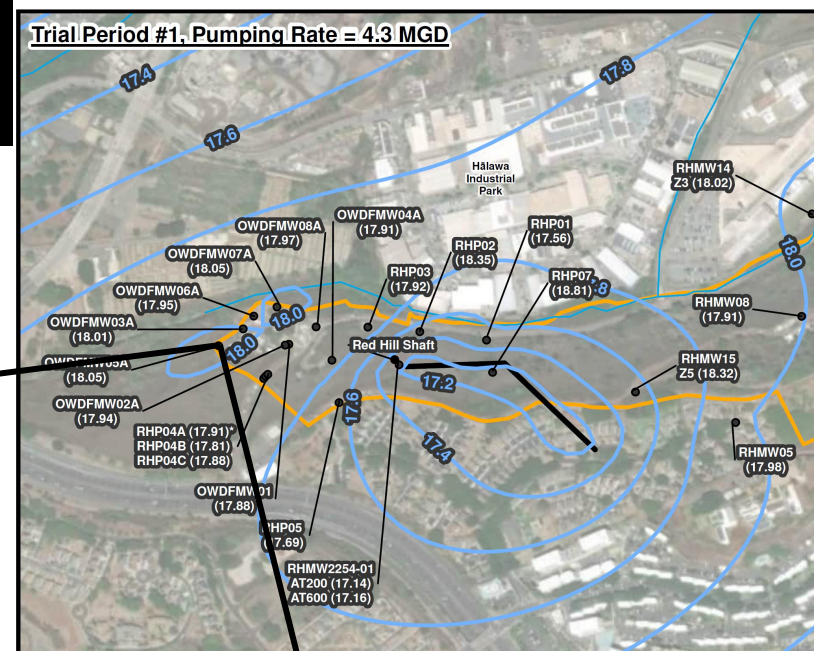 Trial Period #1, Pumping Rate = 4.3 MGD
17.4
17.8
17.6
Hālawa
Industrial
Park
RHMW14
Z3 (18.02)
OWDFMW04A
(17.91)
OWDFMW08A
(17.97)
RHP01
(17.56)
RHP02
(18.35)
OWDFMW07A
(18.05)
18.0
RHP03
(17.92)
RHP07
(18.81)
OWDFMW06A
(17.95)
RHMW08
(17.91)
18.0
OWDFMW03A
(18.01)
18.0
Red Hill Shaft
OWDFMW05A
(18.05)
RHMW15
Z5 (18.32)
17.2
OWDFMW02A
(17.94)
17.6
RHP04A (17.91)*
RHP04B (17.81)
RHP04C (17.88)
17.4
RHMW05
(17.98)
OWDFMW01
(17.88)
RHP05
(17.69)
RHMW2254-01
AT200 (17.14)
AT600 (17.16)